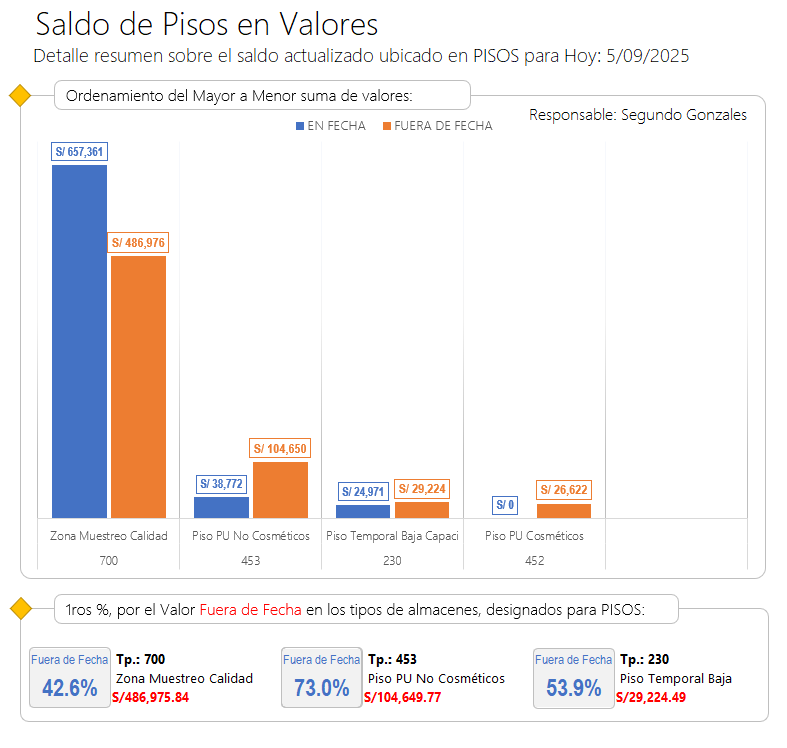 Saldo de Pisos en Valores
Detalle resumen sobre el saldo actualizado ubicado en PISOS para Hoy: 5/09/2025
Ordenamiento del Mayor a Menor suma de valores:
Responsable: Segundo Gonzales
EN FECHA FUERA DE FECHA
S/ 657,361
S/ 486,976
S/ 38,772
S/ 104,650
S/ 24,971
S/ 29,224
S/ 0
S/ 26,622
Zona Muestreo Calidad Piso PU No Cosméticos Piso Temporal Baja Capaci Piso PU Cosméticos
700 453 230 452
1ros %, por el Valor Fuera de Fecha en los tipos de almacenes, designados para PISOS:
Fuera de Fecha
42.6%
Tp.: 700
Zona Muestreo Calidad
S/486,975.84
Fuera de Fecha
73.0%
Tp.: 453
Piso PU No Cosméticos
S/104,649.77
Fuera de Fecha
53.9%
Tp.: 230
Piso Temporal Baja
S/29,224.49